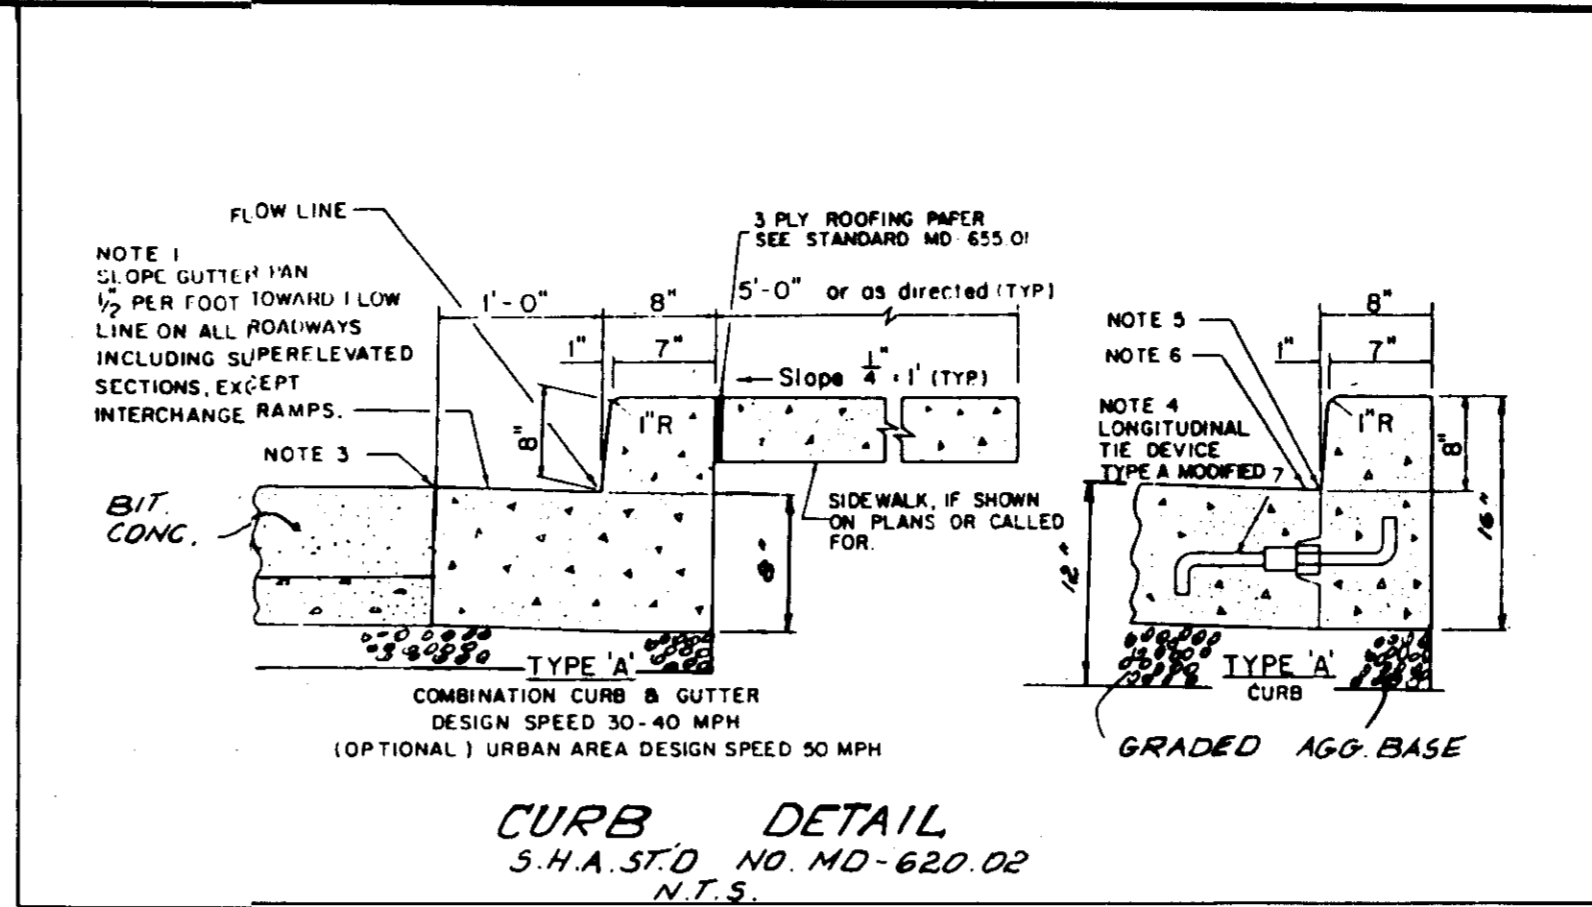 FLOW LINE
NOTE 1
SLOPE GUTTER PAN
1/2" PER FOOT TOWARD FLOW
LINE ON ALL ROADWAYS
INCLUDING SUPERELEVATED
SECTIONS, EXCEPT
INTERCHANGE RAMPS.
NOTE 3
BIT.
CONC.
1'-0"
8"
5'-0" or as directed (TYP)
3 PLY ROOFING PAPER
SEE STANDARD MD-655.01
1"
7"
Slope 1/4" : 1' (TYP)
8"
1"R
SIDEWALK, IF SHOWN
ON PLANS OR CALLED
FOR.
TYPE 'A'
COMBINATION CURB & GUTTER
DESIGN SPEED 30-40 MPH
(OPTIONAL) URBAN AREA DESIGN SPEED 50 MPH
NOTE 5
NOTE 6
NOTE 4
LONGITUDINAL
TIE DEVICE
TYPE A MODIFIED 7
8"
1"
7"
1"R
8"
16"
12"
TYPE 'A'
CURB
GRADED AGG. BASE
CURB DETAIL
S.H.A. ST'D NO. MD-620.02
N.T.S.